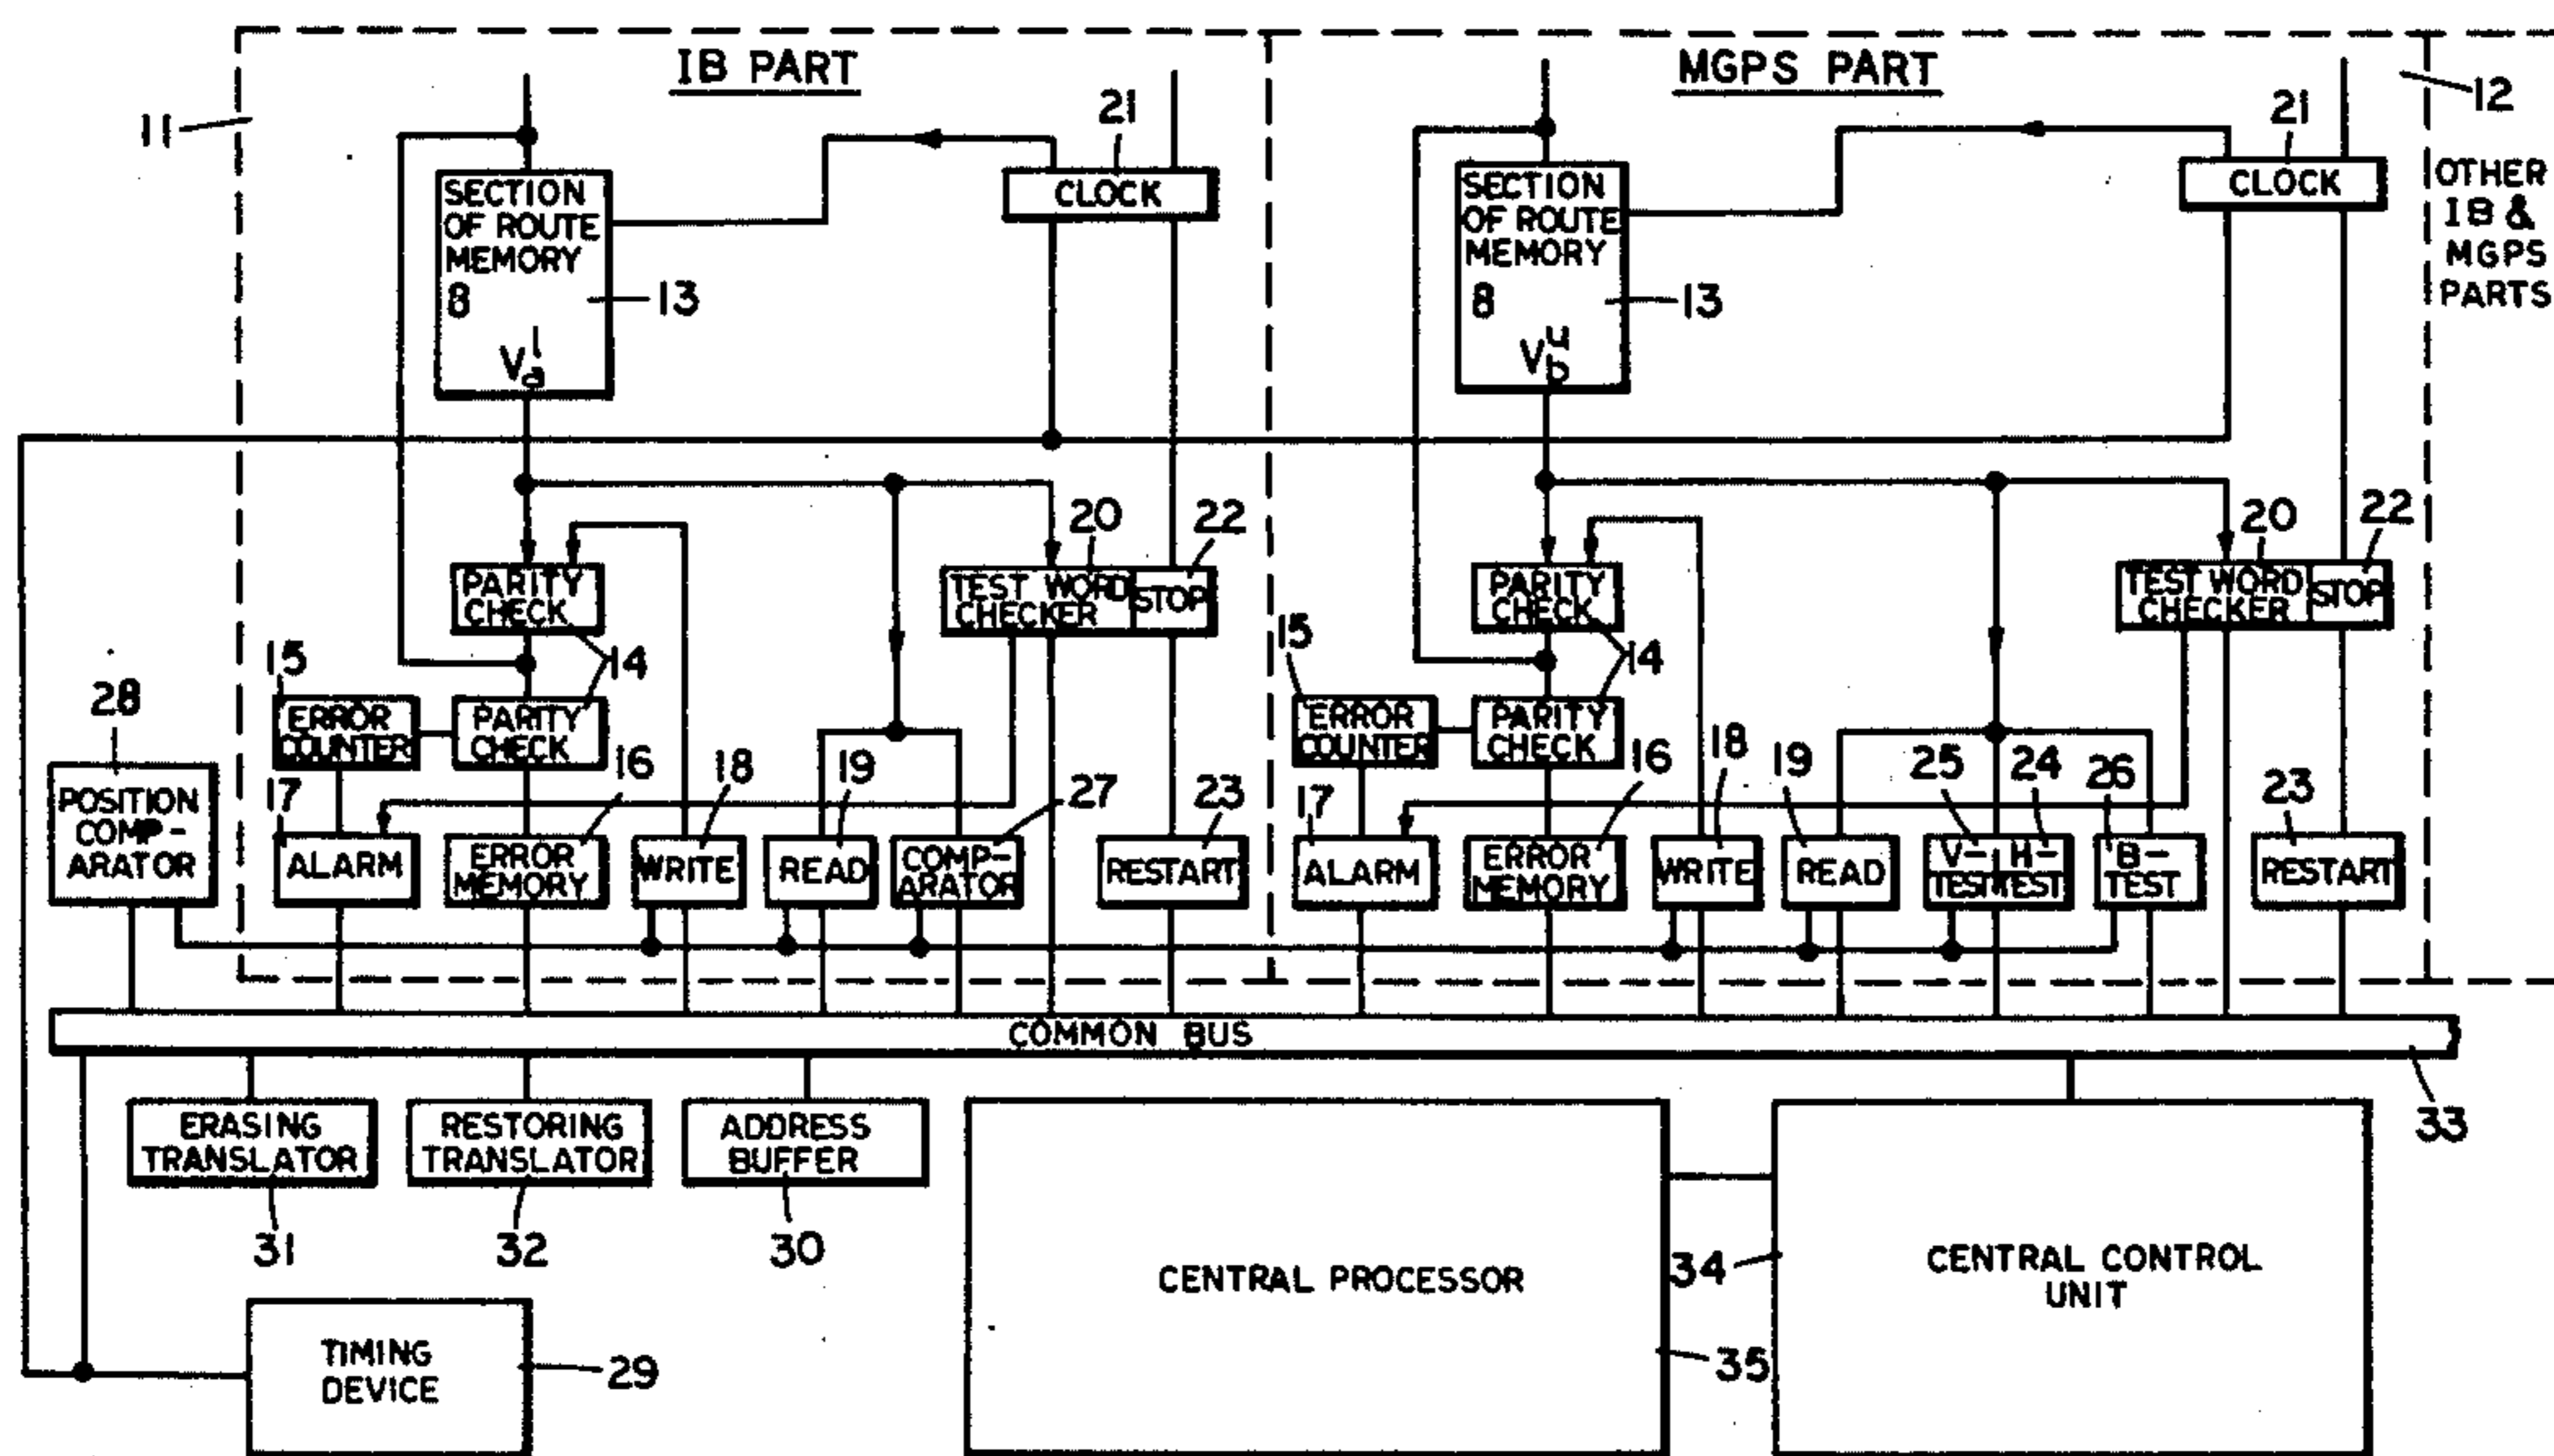 IB PART
MGPS PART
11
12
21
21
CLOCK
CLOCK
OTHER
IB &
MGPS
PARTS
SECTION
OF ROUTE
MEMORY
8
13
V
a
l
SECTION
OF ROUTE
MEMORY
8
13
V
b
u
20
22
20
22
PARITY
CHECK
TEST WORD
CHECKER
STOP
PARITY
CHECK
TEST WORD
CHECKER
STOP
15
14
15
14
28
ERROR
COUNTER
PARITY
CHECK
ERROR
COUNTER
PARITY
CHECK
17
16
18
19
27
23
17
16
18
19
25
24
26
23
POSITION
COMP-
ARATOR
ALARM
ERROR
MEMORY
WRITE
READ
COMP-
ARATOR
RESTART
ALARM
ERROR
MEMORY
WRITE
READ
V-
TEST
H-
TEST
B-
TEST
RESTART
COMMON BUS
33
ERASING
TRANSLATOR
31
RESTORING
TRANSLATOR
32
ADDRESS
BUFFER
30
CENTRAL PROCESSOR
35
34
CENTRAL CONTROL
UNIT
TIMING
DEVICE
29